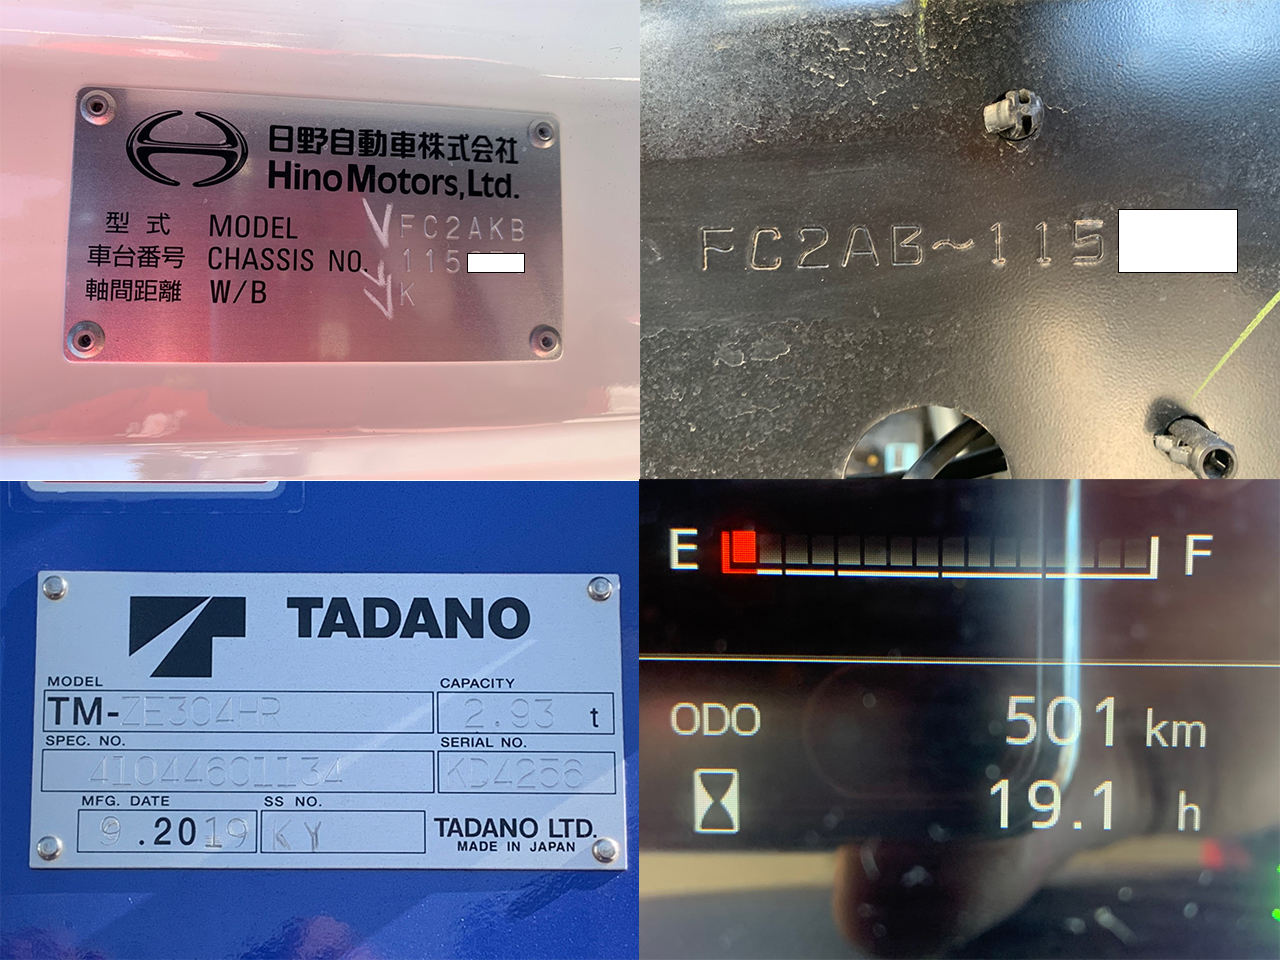 日野自動車株式会社
Hino Motors, Ltd.
型式 MODEL FC2AKB
車台番号 CHASSIS NO. 115
軸間距離 W/B K
FC2AB~115
TADANO
MODEL
CAPACITY
TM-ZE304HR
2.93 t
SPEC. NO.
SERIAL NO.
41044601134
KD4256
MFG. DATE
SS NO.
9.2019
KY
TADANO LTD.
MADE IN JAPAN
E F
ODO 501 km
19.1 h